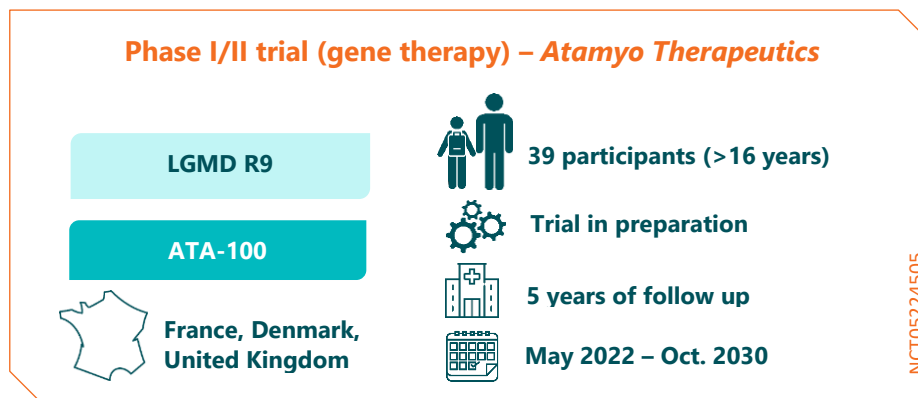 Phase I/II trial (gene therapy) – Atamyo Therapeutics
LGMD R9
ATA-100
France, Denmark,
United Kingdom
39 participants (>16 years)
Trial in preparation
5 years of follow up
May 2022 – Oct. 2030
NCT05224505